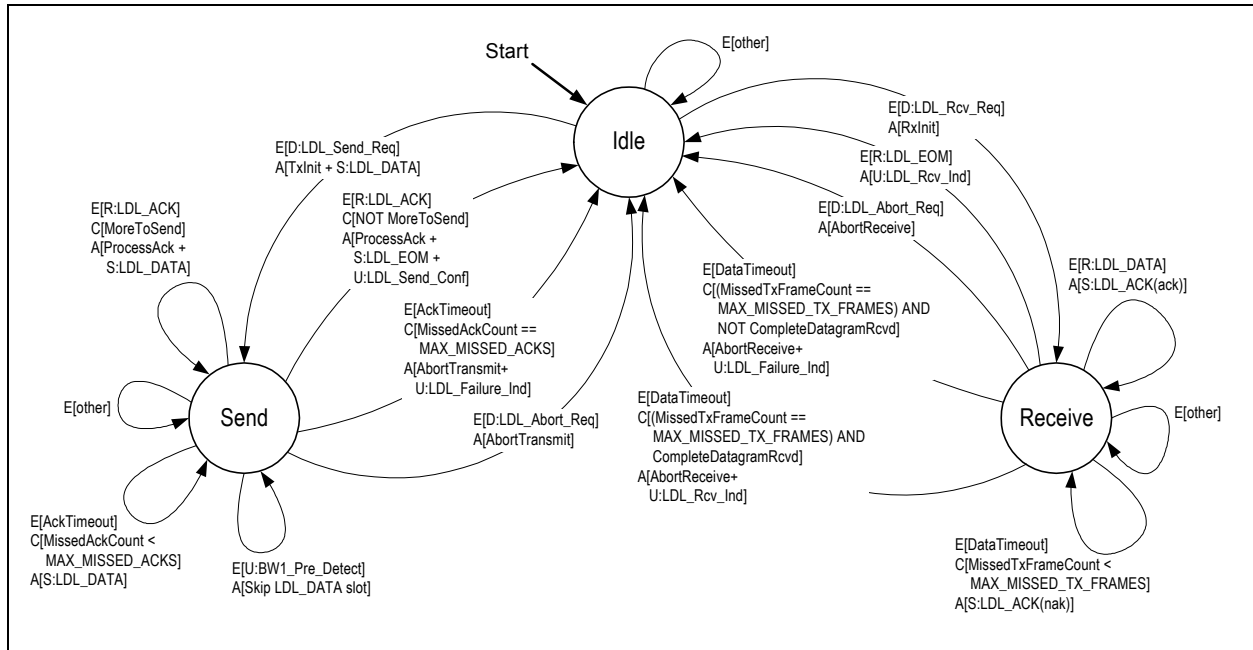 Start
E[other]
Idle
E[D:LDL_Rcv_Req]
A[RxInit]
E[R:LDL_EOM]
A[U:LDL_Rcv_Ind]
E[D:LDL_Abort_Req]
A[AbortReceive]
E[D:LDL_Send_Req]
A[TxInit + S:LDL_DATA]
E[R:LDL_ACK]
C[MoreToSend]
A[ProcessAck +
S:LDL_DATA]
E[R:LDL_ACK]
C[NOT MoreToSend]
A[ProcessAck +
S:LDL_EOM +
U:LDL_Send_Conf]
E[AckTimeout]
C[MissedAckCount ==
MAX_MISSED_ACKS]
A[AbortTransmit+
U:LDL_Failure_Ind]
E[D:LDL_Abort_Req]
A[AbortTransmit]
E[DataTimeout]
C[(MissedTxFrameCount ==
MAX_MISSED_TX_FRAMES) AND
NOT CompleteDatagramRcvd]
A[AbortReceive+
U:LDL_Failure_Ind]
E[DataTimeout]
C[(MissedTxFrameCount ==
MAX_MISSED_TX_FRAMES) AND
CompleteDatagramRcvd]
A[AbortReceive+
U:LDL_Rcv_Ind]
E[R:LDL_DATA]
A[S:LDL_ACK(ack)]
E[other]
Send
Receive
E[other]
E[AckTimeout]
C[MissedAckCount <
MAX_MISSED_ACKS]
A[S:LDL_DATA]
E[U:BW1_Pre_Detect]
A[Skip LDL_DATA slot]
E[DataTimeout]
C[MissedTxFrameCount <
MAX_MISSED_TX_FRAMES]
A[S:LDL_ACK(nak)]